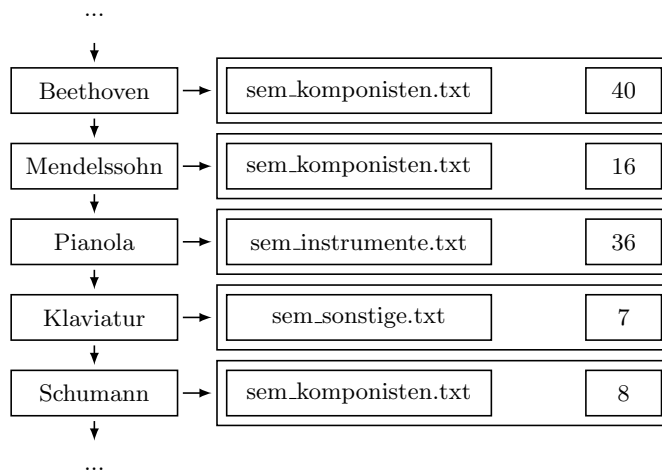 ...
Beethoven sem_komponisten.txt 40
Mendelssohn sem_komponisten.txt 16
Pianola sem_instrumente.txt 36
Klaviatur sem_sonstige.txt 7
Schumann sem_komponisten.txt 8
...